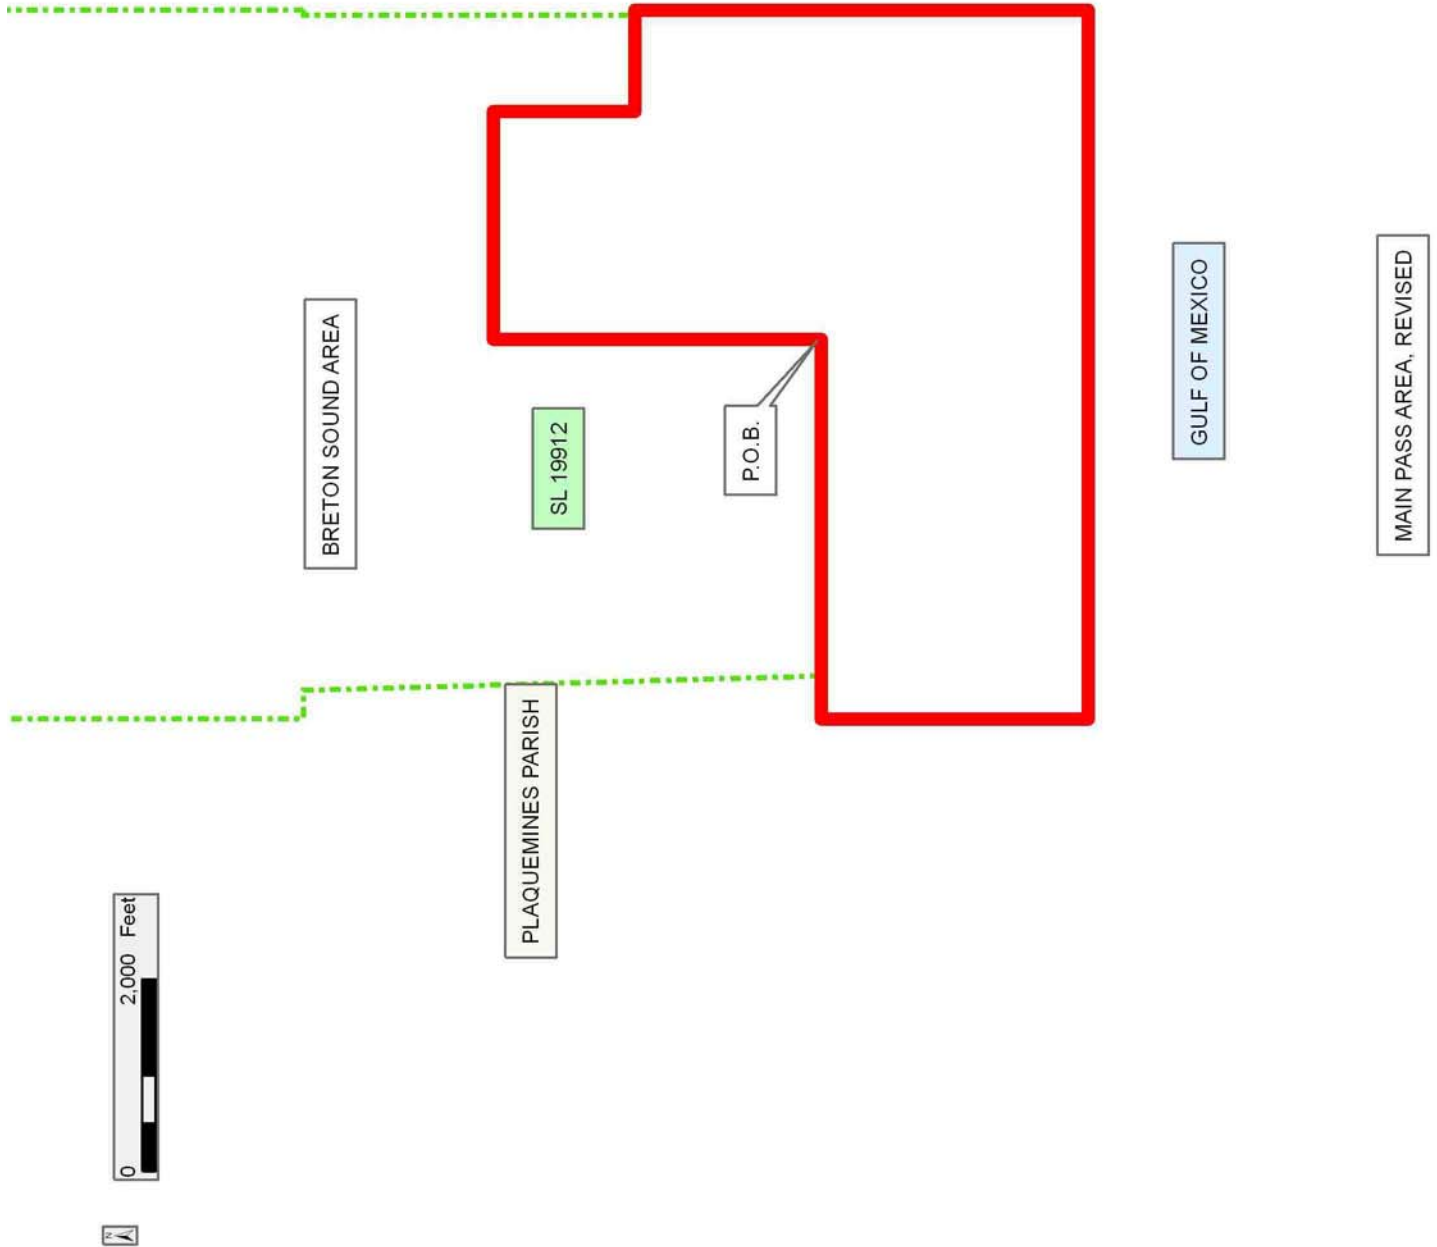 N
0 2,000 Feet
BRETON SOUND AREA
PLAQUEMINES PARISH
SL 19912
P.O.B.
GULF OF MEXICO
MAIN PASS AREA, REVISED